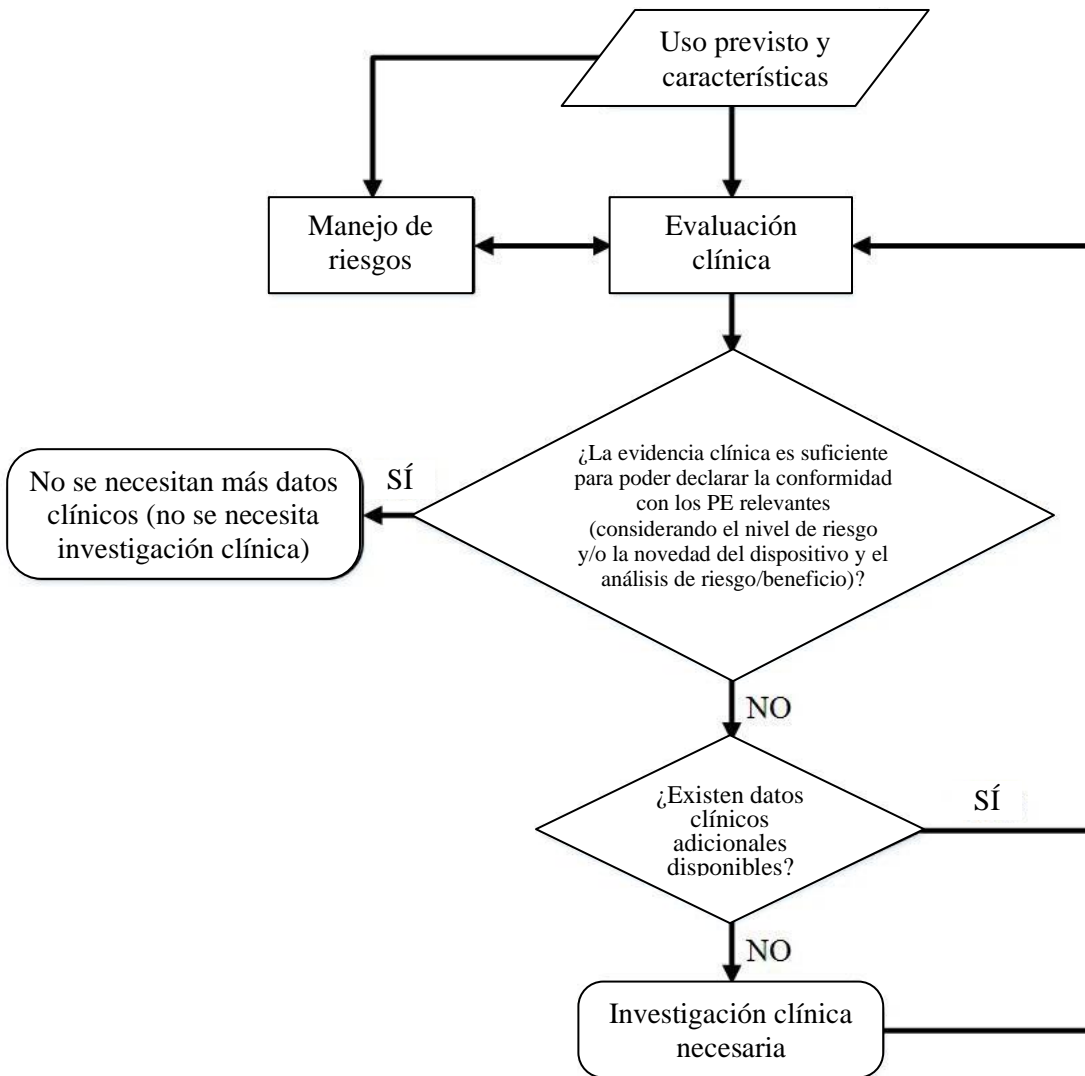 Uso previsto y
características
Manejo de
riesgos
Evaluación
clínica
¿La evidencia clínica es suficiente
para poder declarar la conformidad
con los PE relevantes
(considerando el nivel de riesgo
y/o la novedad del dispositivo y el
análisis de riesgo/beneficio)?
SÍ
No se necesitan más datos
clínicos (no se necesita
investigación clínica)
NO
¿Existen datos
clínicos
adicionales
disponibles?
SÍ
NO
Investigación clínica
necesaria